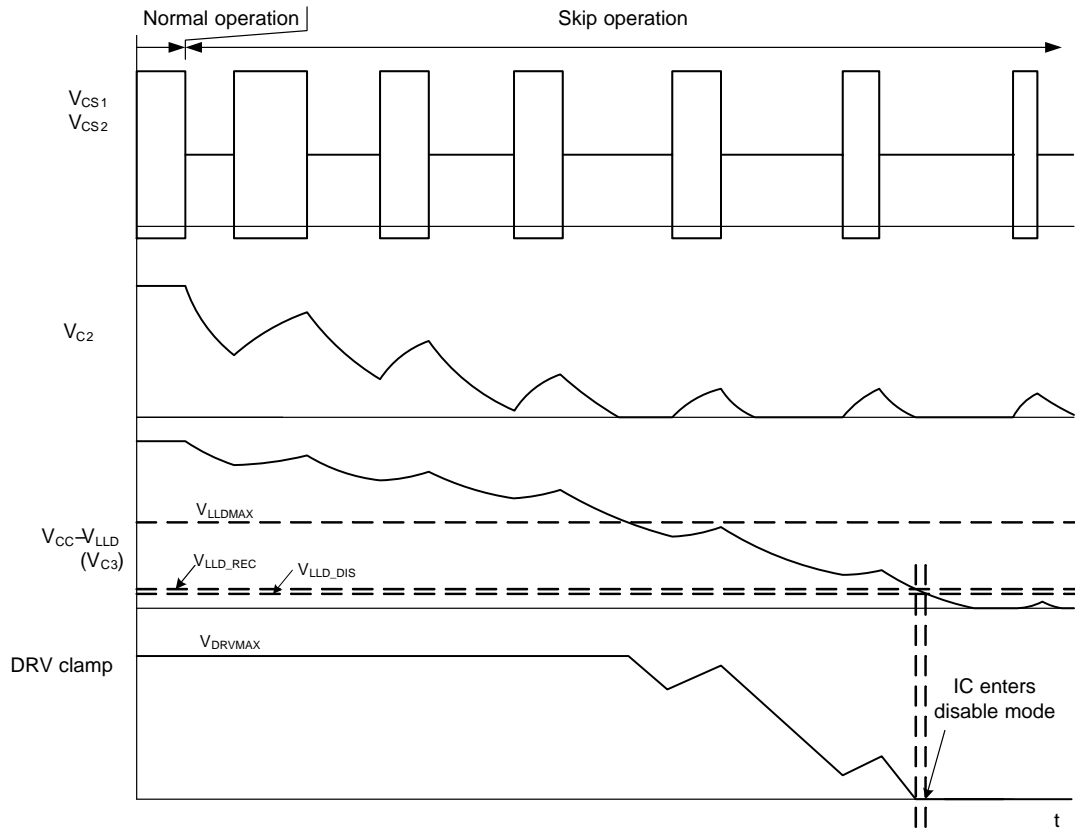 Normal operation
Skip operation
VCS1
VCS2
VC2
VLLDMAX
VCC–VLLD
(VC3)
VLLD_REC
VLLD_DIS
VDRVMAX
DRV clamp
IC enters
disable mode
t